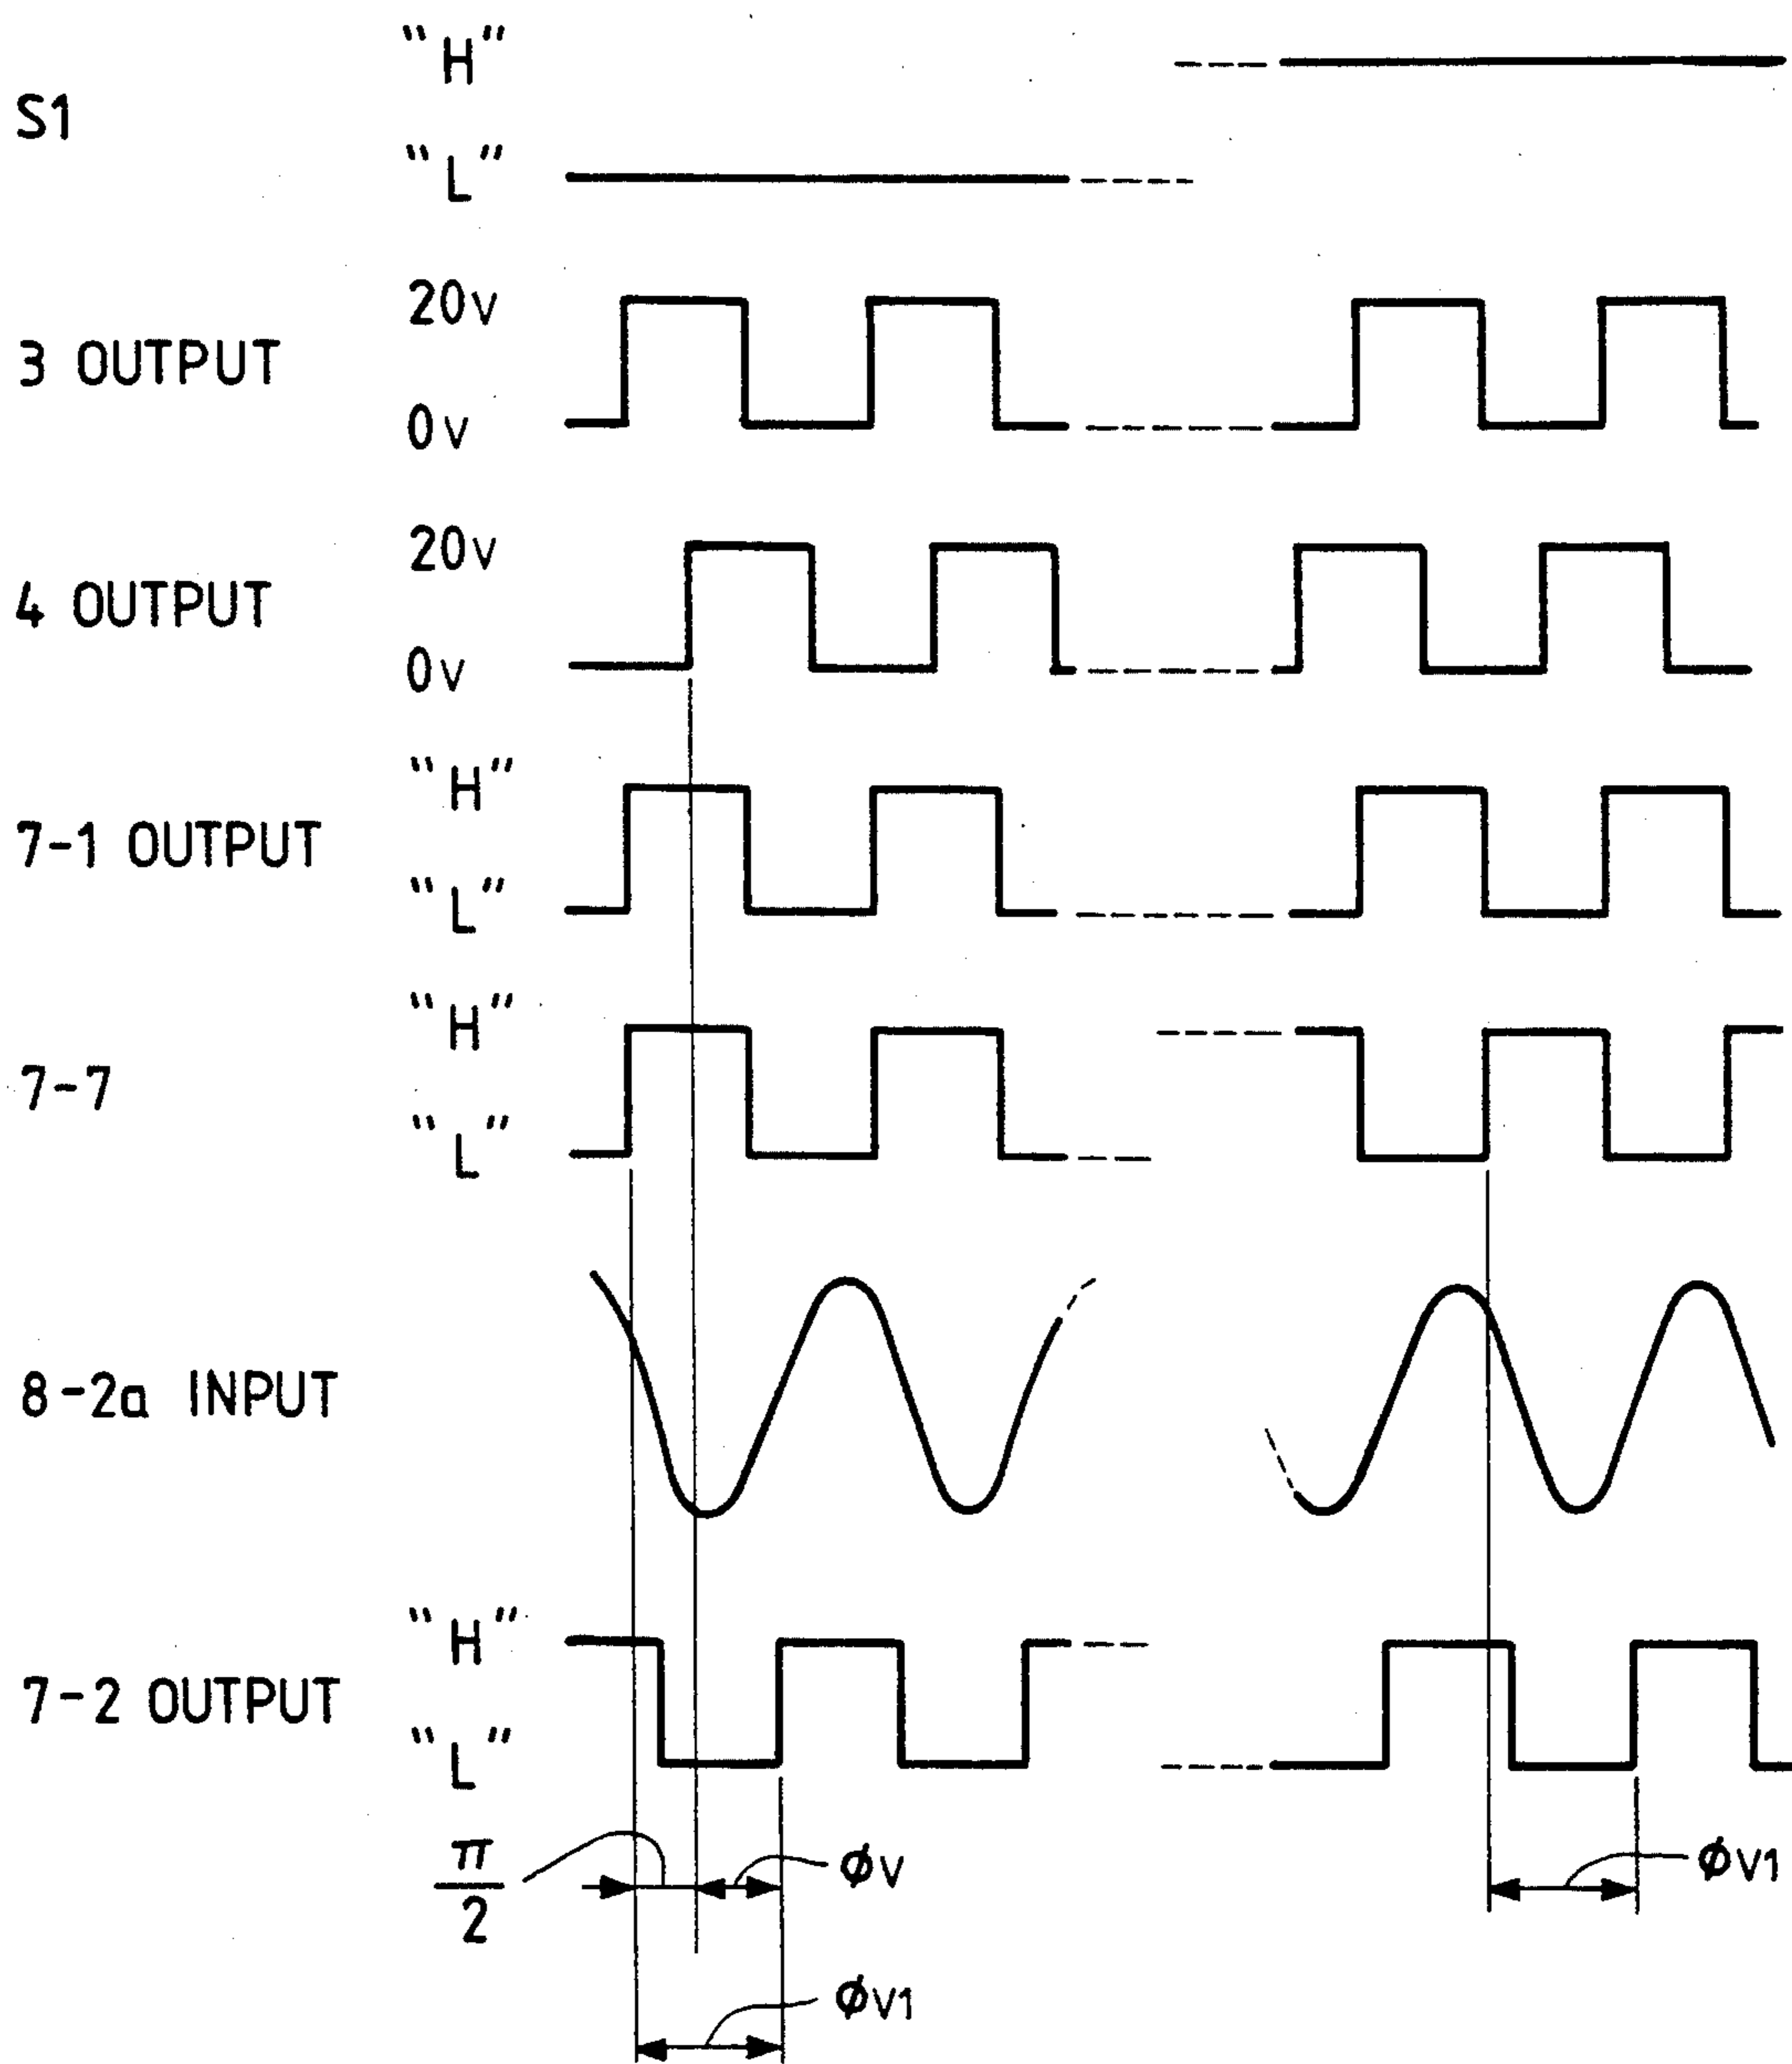 “H”
S1
“L”
20V
3 OUTPUT
0V
20V
4 OUTPUT
0V
“H”
7-1 OUTPUT
“L”
“H”
7-7
“L”
8-2a INPUT
“H”
7-2 OUTPUT
“L”
π/2
ϕV
ϕV1
ϕV1